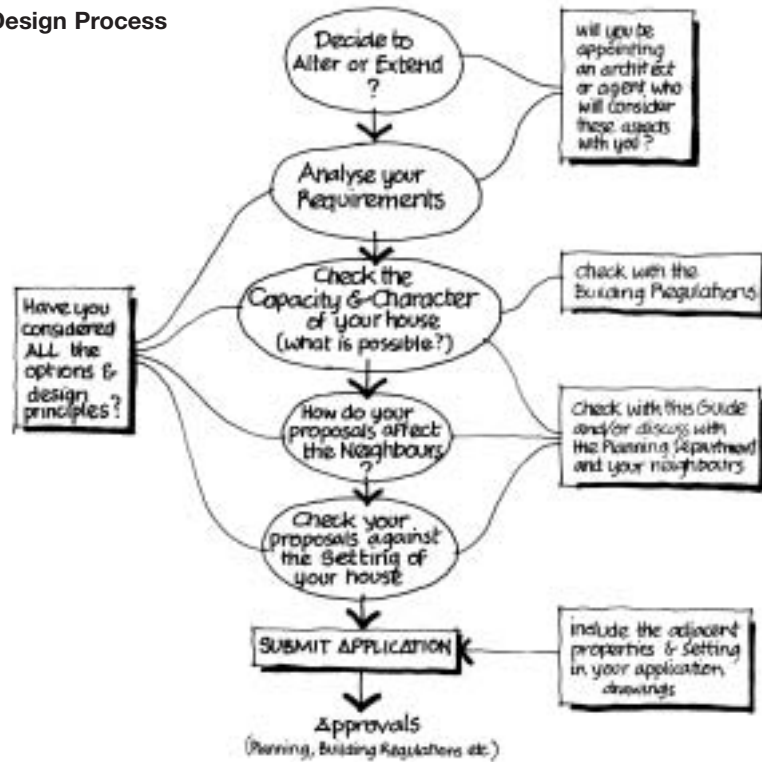 Design Process
Decide to
Alter or Extend
?
will you be
appointing
an architect
or agent, who
will consider
these aspects
with you?
Analyse your
Requirements
Check the
Capacity & Character
of your house
(what is possible?)
check with the
Building Regulations
Have you
considered
ALL the
options &
design
principles?
How do your
proposals affect
the Neighbours
?
check with this Guide
and/or discuss with
the Planning Department
and your neighbours
Check your
proposals against
the Setting of
your house
SUBMIT APPLICATION
include the adjacent
properties & setting
in your application
drawings
Approvals
(Planning, Building Regulations etc.)